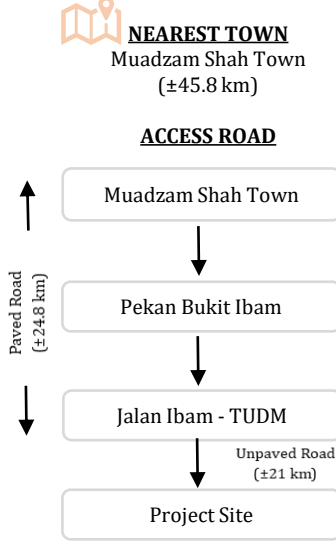 NEAREST TOWN
Muadzam Shah Town
(±45.8 km)
ACCESS ROAD
Muadzam Shah Town
Paved Road
(±24.8 km)
Pekan Bukit Ibam
Jalan Ibam - TUDM
Unpaved Road
(±21 km)
Project Site